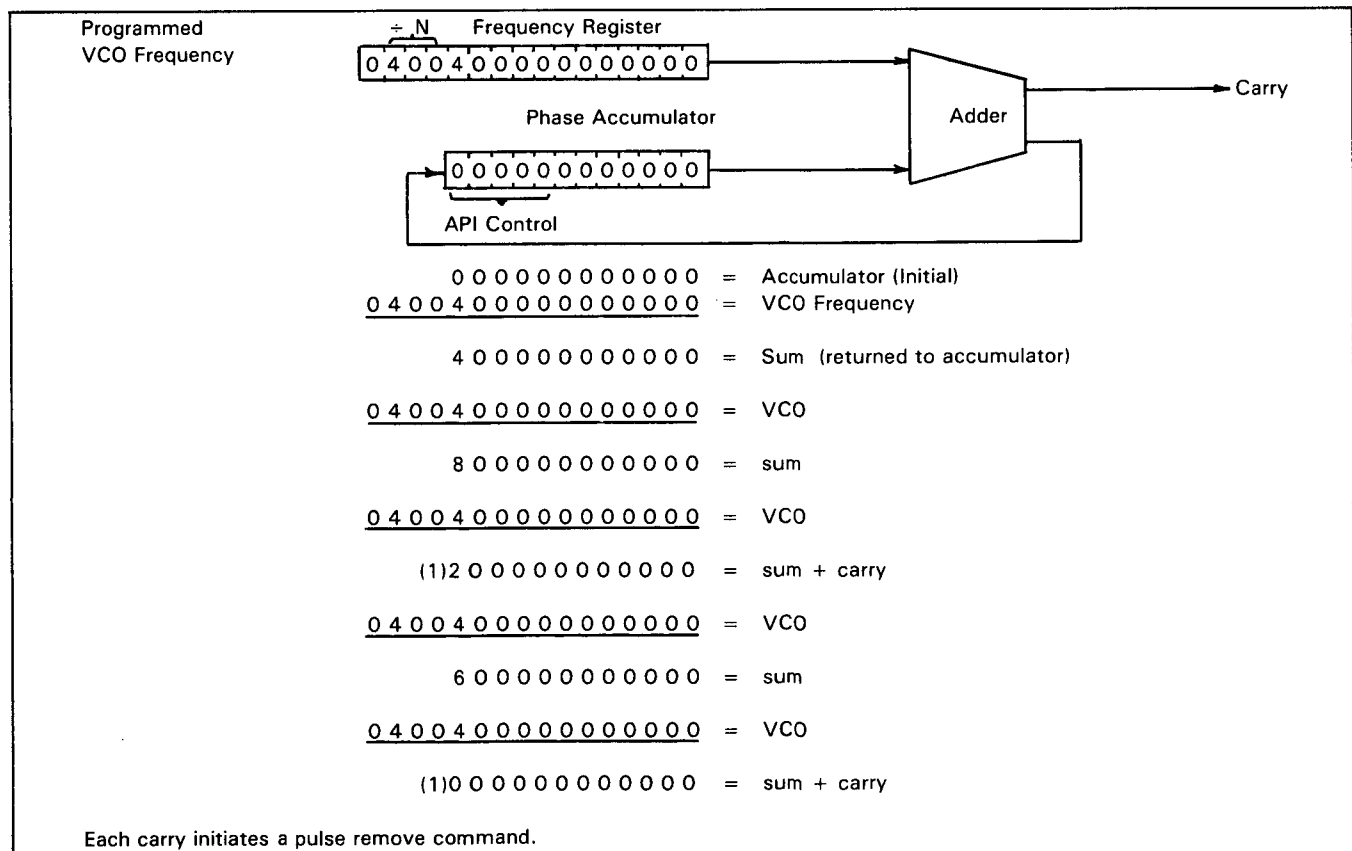 Programmed ÷ N Frequency Register
VCO Frequency
0 4 0 0 4 0 0 0 0 0 0 0 0 0 0 0
Carry
Phase Accumulator Adder
0 0 0 0 0 0 0 0 0 0 0 0
API Control
0 0 0 0 0 0 0 0 0 0 0 0 = Accumulator (Initial)
0 4 0 0 4 0 0 0 0 0 0 0 0 0 0 0 = VCO Frequency
4 0 0 0 0 0 0 0 0 0 0 0 = Sum (returned to accumulator)
0 4 0 0 4 0 0 0 0 0 0 0 0 0 0 0 = VCO
8 0 0 0 0 0 0 0 0 0 0 0 = sum
0 4 0 0 4 0 0 0 0 0 0 0 0 0 0 0 = VCO
(1)2 0 0 0 0 0 0 0 0 0 0 0 = sum + carry
0 4 0 0 4 0 0 0 0 0 0 0 0 0 0 0 = VCO
6 0 0 0 0 0 0 0 0 0 0 0 = sum
0 4 0 0 4 0 0 0 0 0 0 0 0 0 0 0 = VCO
(1)0 0 0 0 0 0 0 0 0 0 0 0 = sum + carry
Each carry initiates a pulse remove command.